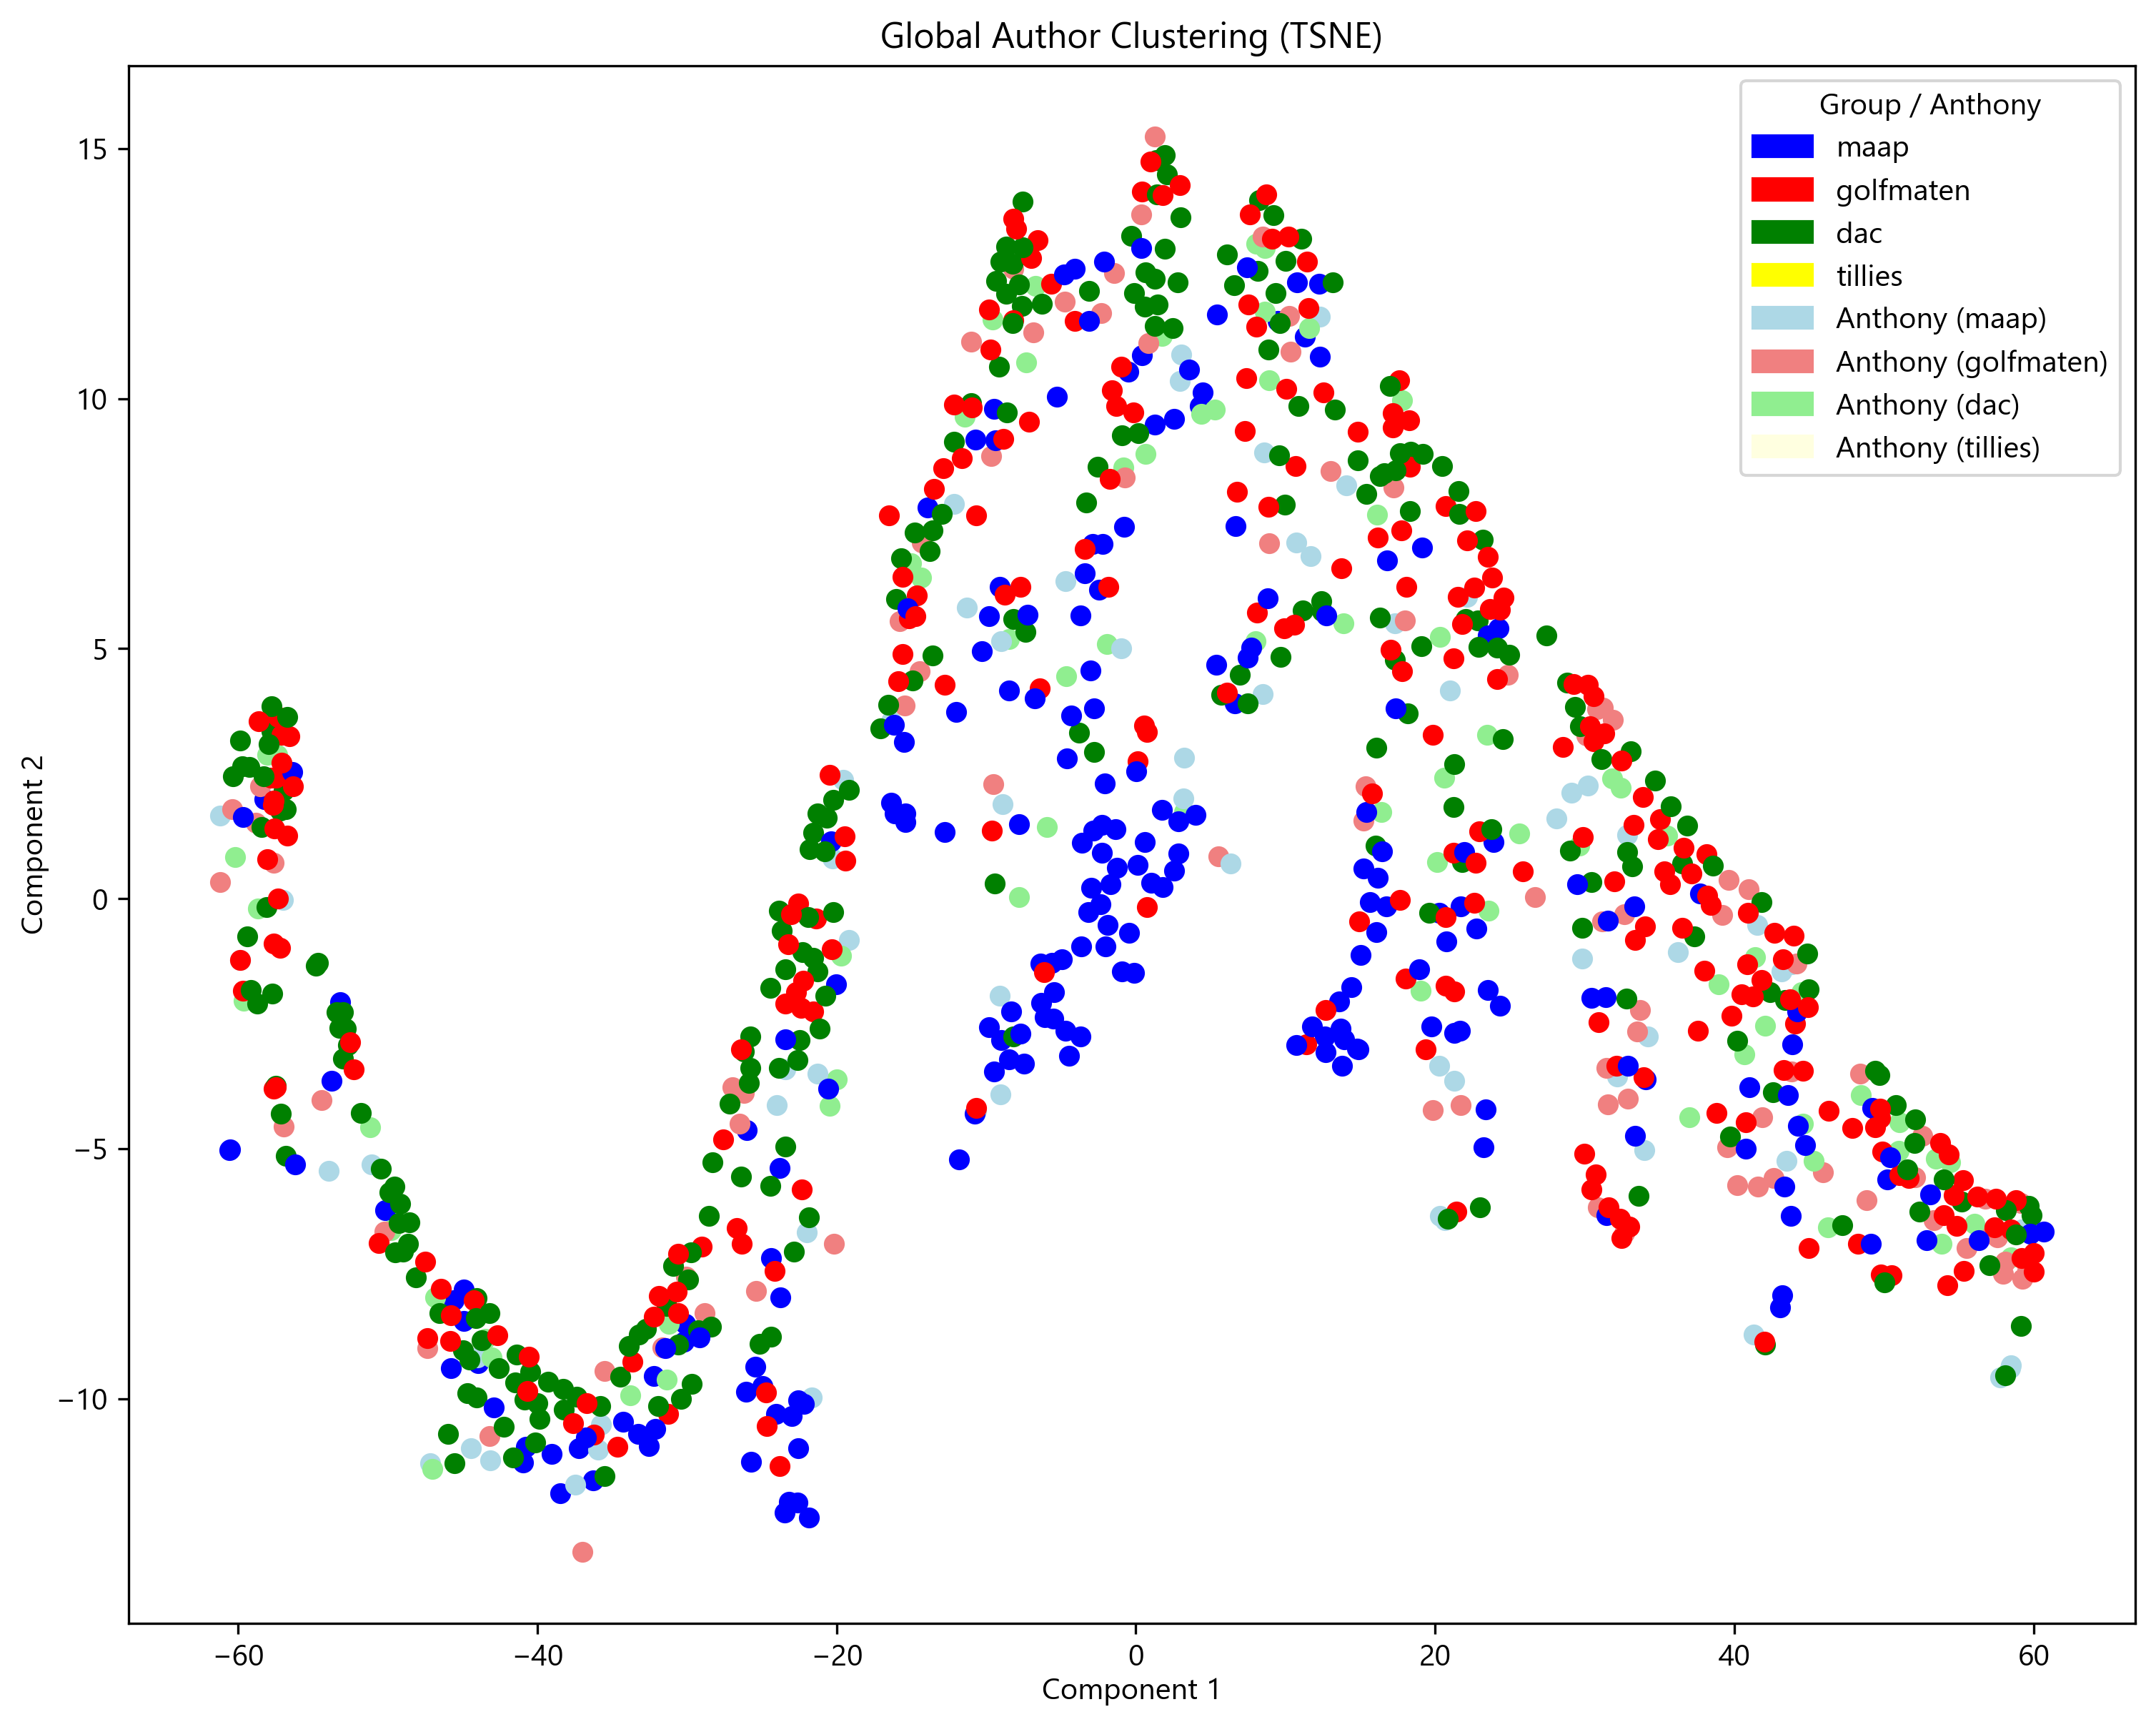 Global Author Clustering (TSNE)
Group / Anthony
maap
golfmaten
dac
tillies
Anthony (maap)
Anthony (golfmaten)
Anthony (dac)
Anthony (tillies)
Component 2
15
10
5
0
−5
−10
−60
−40
−20
0
20
40
60
Component 1